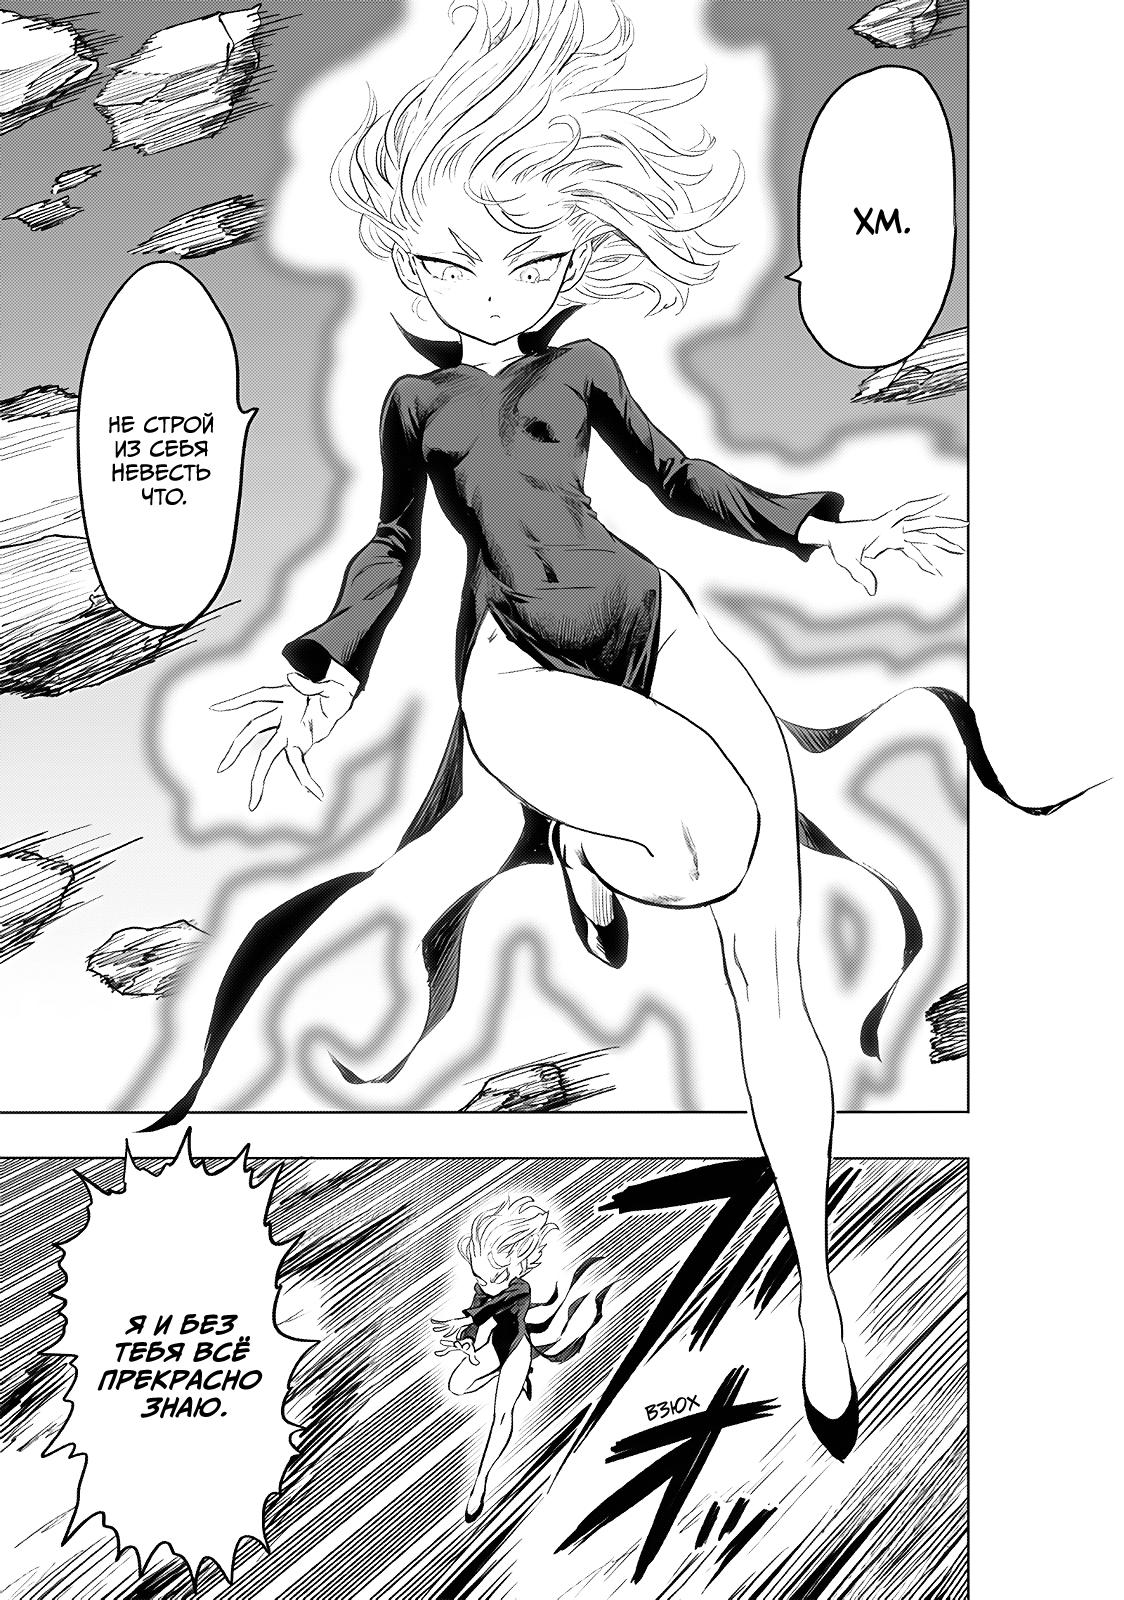 ХМ.
НЕ СТРОЙ
ИЗ СЕБЯ
НЕВЕСТЬ
ЧТО.
Я И БЕЗ
ТЕБЯ ВСЁ
ПРЕКРАСНО
ЗНАЮ.
ВЗЮХ